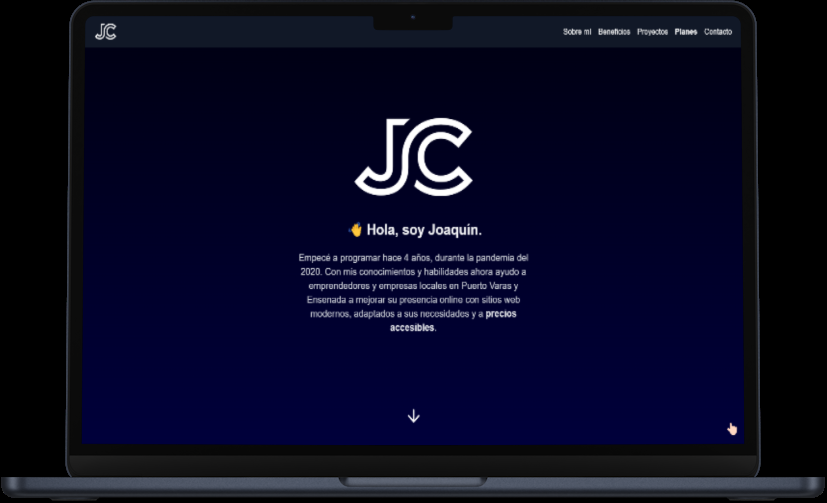 JC
Sobre mí Beneficios Proyectos Planes Contacto
JC
👋 Hola, soy Joaquín.
Empecé a programar hace 4 años, durante la pandemia del
2020. Con mis conocimientos y habilidades ahora ayudo a
emprendedores y empresas locales en Puerto Varas y
Ensenada a mejorar su presencia online con sitios web
modernos, adaptados a sus necesidades y a precios
accesibles.